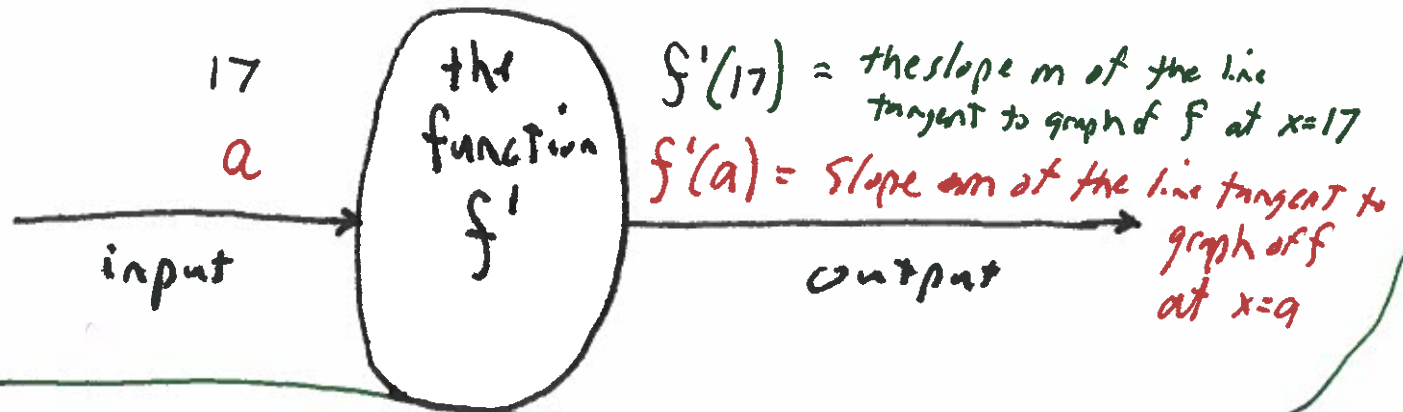 17
a
input
the
function
f'
f'(17) = the slope m of the line
tangent to graph of f at x=17
f'(a) = slope m of the line tangent to
graph of f
at x=a
output